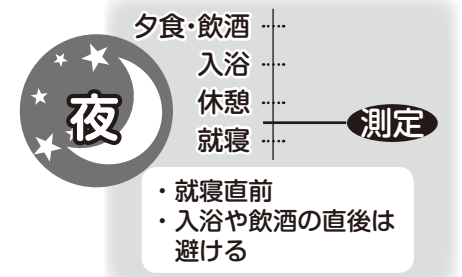 夕食・飲酒
入浴
休憩
就寝
夜
測定
・就寝直前
・入浴や飲酒の直後は
避ける